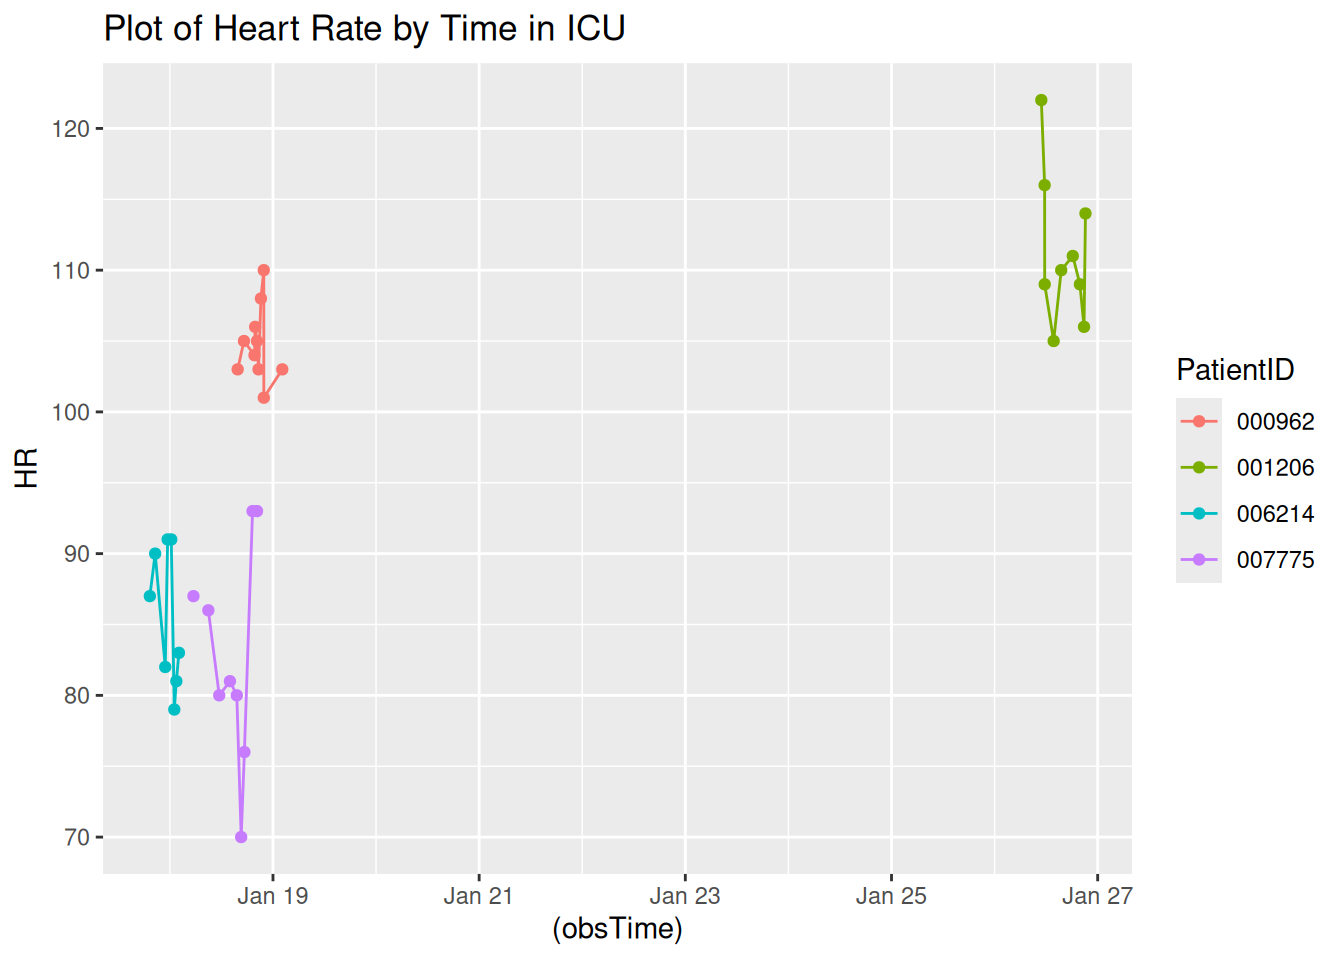 Plot of Heart Rate by Time in ICU
120
110
100
90
80
70
HR
Jan 19 Jan 21 Jan 23 Jan 25 Jan 27
(obsTime)
PatientID
000962
001206
006214
007775